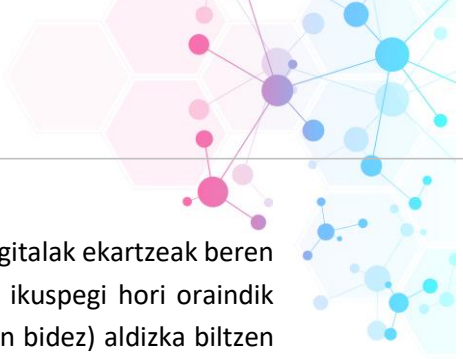 gitalak ekartzeak beren
ikuspegi hori oraindik
n bidez) aldizka biltzen